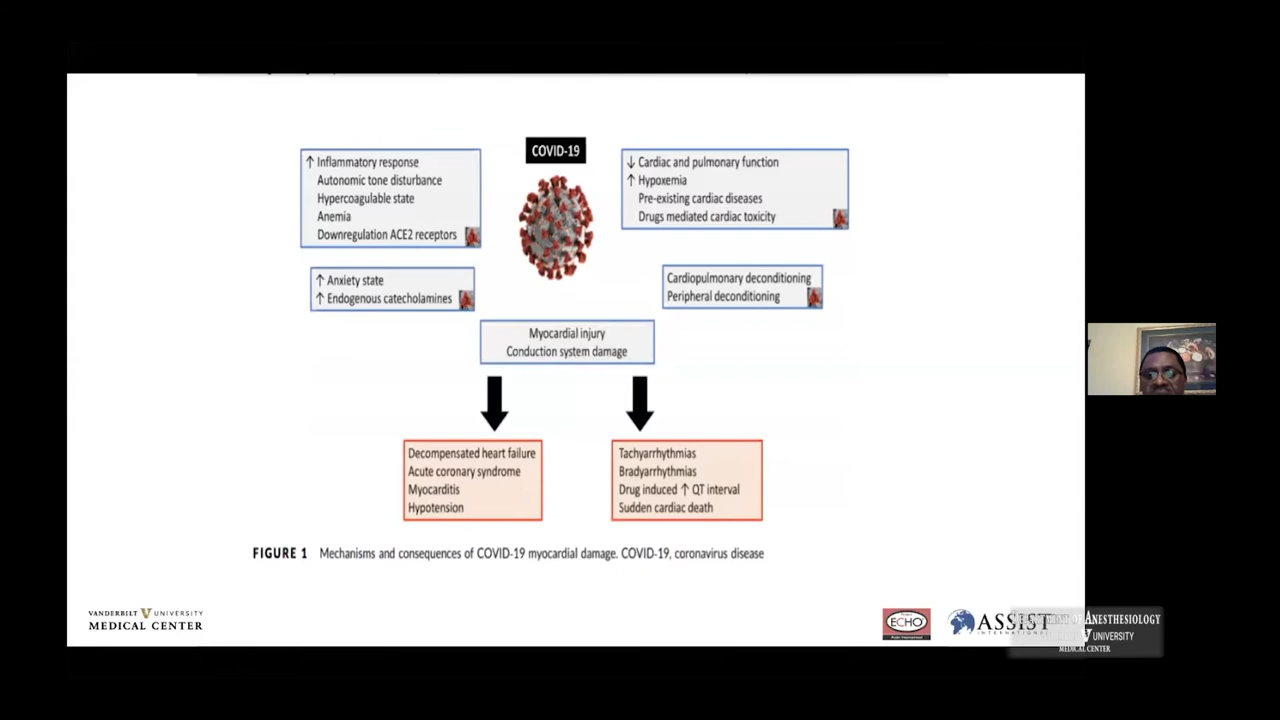 COVID-19
↑ Inflammatory response
Autonomic tone disturbance
Hypercoagulable state
Anemia
Downregulation ACE2 receptors
↓ Cardiac and pulmonary function
↑ Hypoxemia
Pre-existing cardiac diseases
Drugs mediated cardiac toxicity
↑ Anxiety state
↑ Endogenous catecholamines
Cardiopulmonary deconditioning
Peripheral deconditioning
Myocardial injury
Conduction system damage
Decompensated heart failure
Acute coronary syndrome
Myocarditis
Hypotension
Tachyarrhythmias
Bradyarrhythmias
Drug induced ↑ QT interval
Sudden cardiac death
FIGURE 1 Mechanisms and consequences of COVID-19 myocardial damage. COVID-19, coronavirus disease
VANDERBILT V UNIVERSITY
MEDICAL CENTER
ECHO
ASSIST
INTERNATIONAL
OF ANESTHESIOLOGY
UNIVERSITY
MEDICAL CENTER